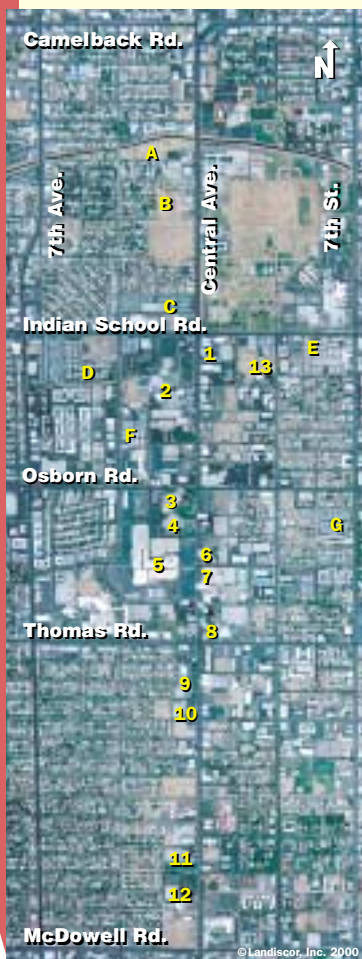 Camelback Rd.
N
A
7th Ave.
B
Central Ave.
7th St.
C
Indian School Rd.
1
E
13
D
2
F
Osborn Rd.
3
G
4
6
5
7
Thomas Rd.
8
9
10
11
12
McDowell Rd.
©Landiscor, Inc. 2000